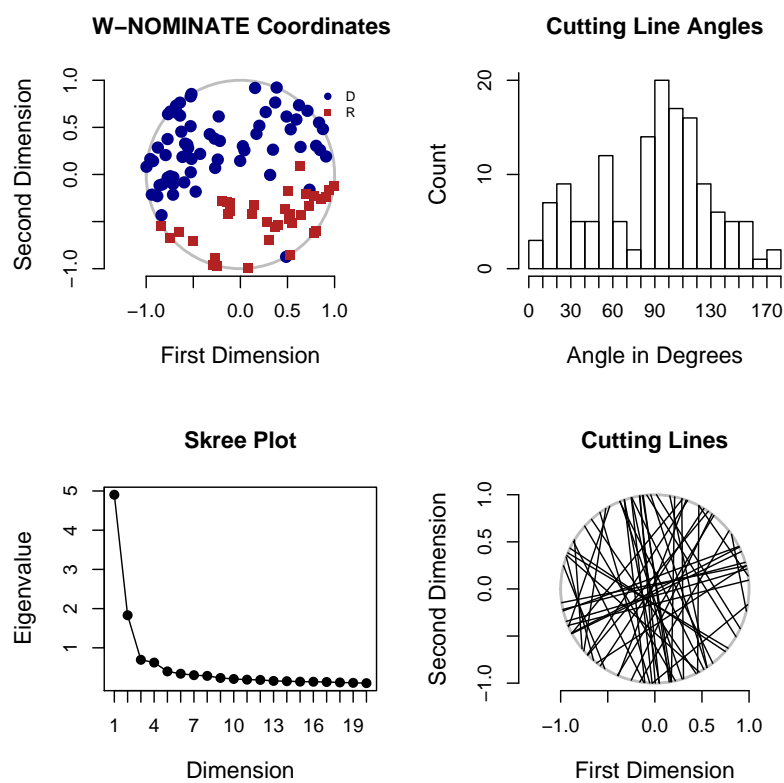 W−NOMINATE Coordinates
Second Dimension
1.0
0.5
0.0
−1.0
D
R
−1.0
0.0
0.5
1.0
First Dimension
Cutting Line Angles
Count
20
10
0
0
30
60
90
130
170
Angle in Degrees
Skree Plot
Eigenvalue
5
4
3
2
1
1
4
7
10
13
16
19
Dimension
Cutting Lines
Second Dimension
1.0
0.5
0.0
−1.0
−1.0
0.0
0.5
1.0
First Dimension